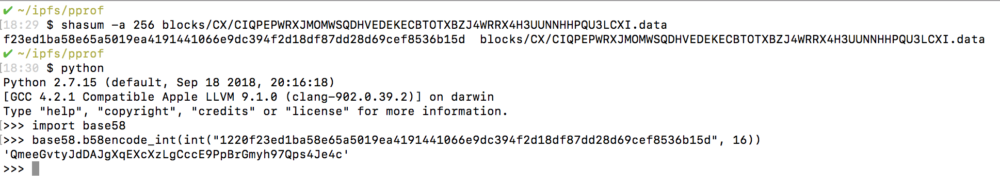 ✔ ~/ipfs/pprof
[18:29 $ shasum -a 256 blocks/CX/CIQPEPWRXJMOMWSQDHVEDEKECBTOTXBZJ4WRRX4H3UUNNHHPQU3LCXI.data
f23ed1ba58e65a5019ea4191441066e9dc394f2d18df87dd28d69cef8536b15d  blocks/CX/CIQPEPWRXJMOMWSQDHVEDEKECBTOTXBZJ4WRRX4H3UUNNHHPQU3LCXI.data
✔ ~/ipfs/pprof
[18:30 $ python
Python 2.7.15 (default, Sep 18 2018, 20:16:18)
[GCC 4.2.1 Compatible Apple LLVM 9.1.0 (clang-902.0.39.2)] on darwin
Type "help", "copyright", "credits" or "license" for more information.
[>>> import base58
[>>> base58.b58encode_int(int("1220f23ed1ba58e65a5019ea4191441066e9dc394f2d18df87dd28d69cef8536b15d", 16))
'QmeeGvtyJdDAJgXqEXcXzLgCccE9PpBrGmyh97Qps4Je4c'
>>>